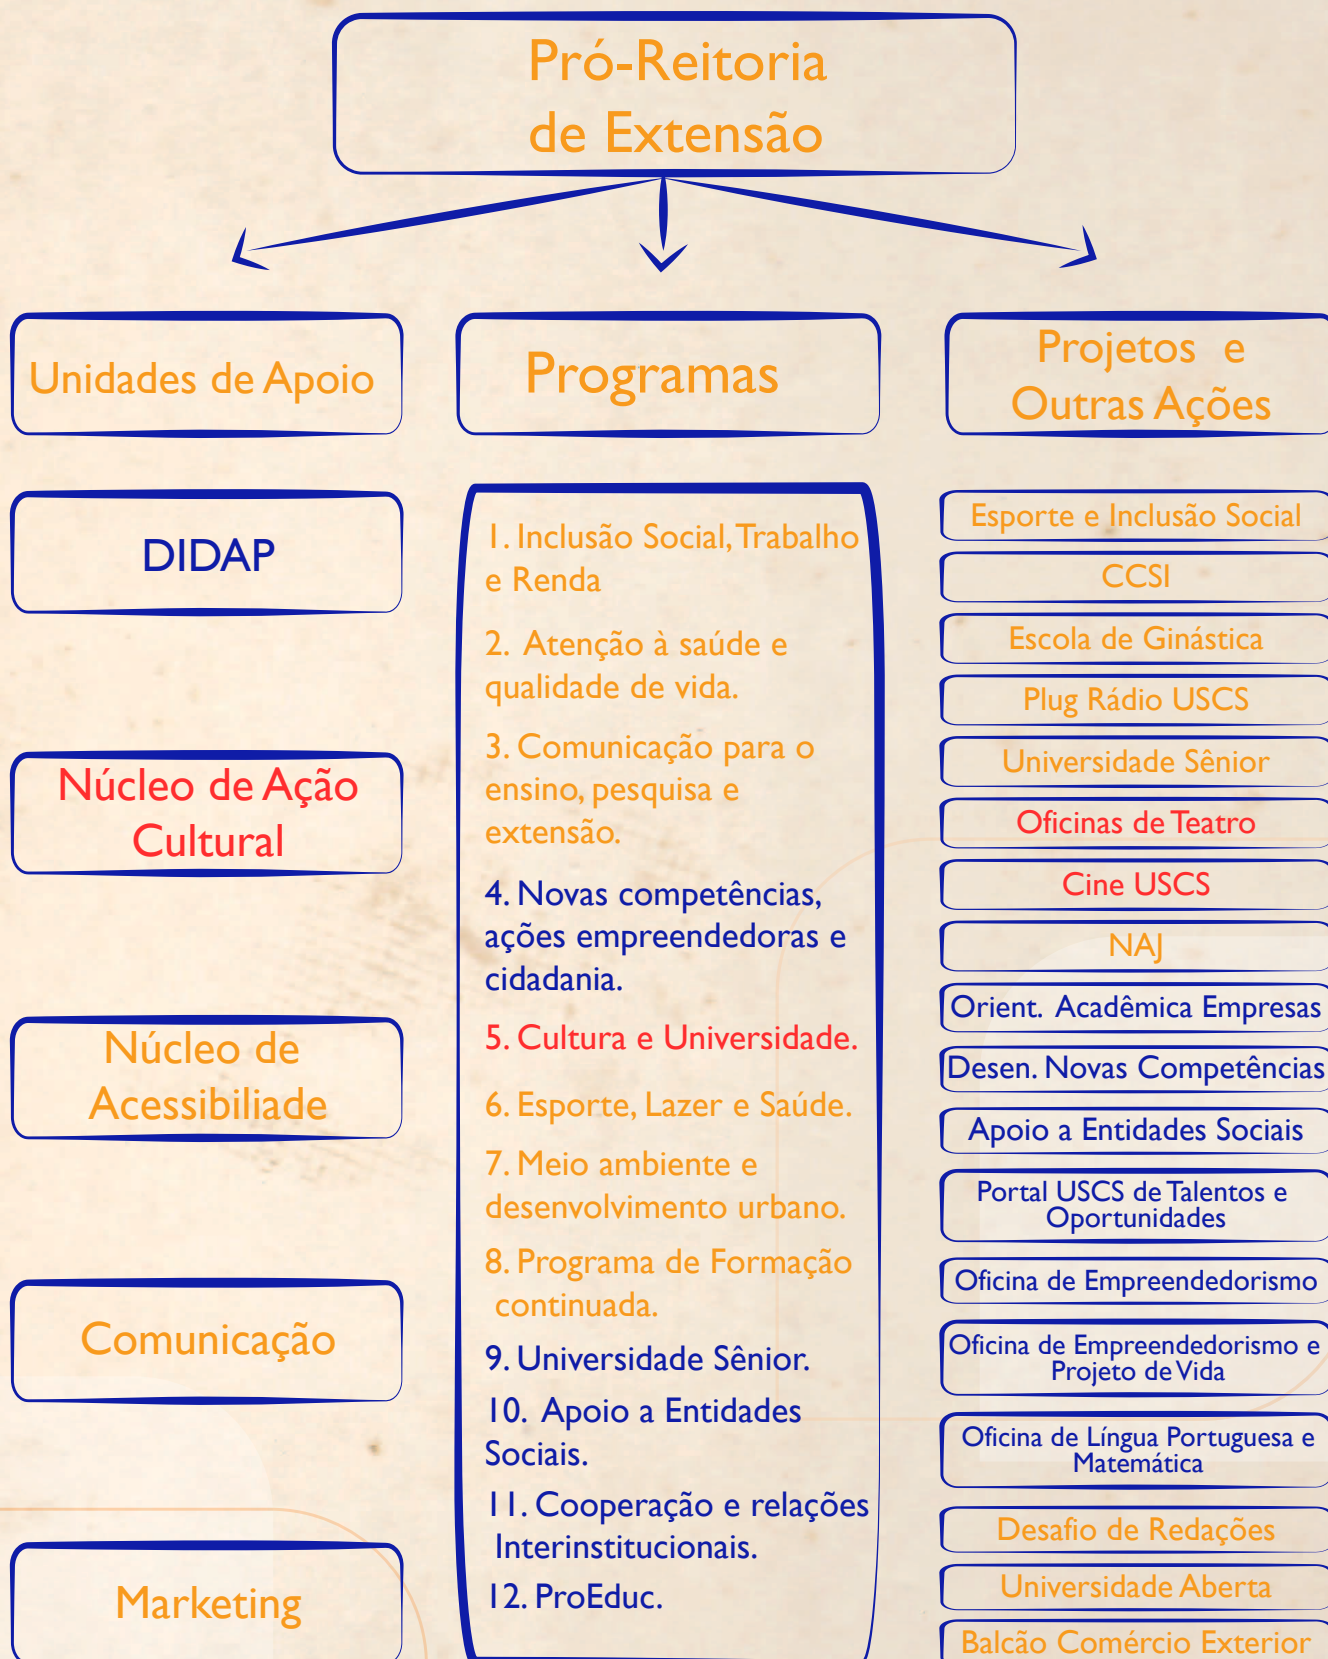 Pró-Reitoria
de Extensão
Unidades de Apoio
DIDAP
Núcleo de Ação
Cultural
Núcleo de
Acessibiliade
Comunicação
Marketing
Programas
1. Inclusão Social, Trabalho
e Renda
2. Atenção à saúde e
qualidade de vida.
3. Comunicação para o
ensino, pesquisa e
extensão.
4. Novas competências,
ações empreendedoras e
cidadania.
5. Cultura e Universidade.
6. Esporte, Lazer e Saúde.
7. Meio ambiente e
desenvolvimento urbano.
8. Programa de Formação
continuada.
9. Universidade Sênior.
10. Apoio a Entidades
Sociais.
11. Cooperação e relações
Interinstitucionais.
12. ProEduc.
Projetos e
Outras Ações
Esporte e Inclusão Social
CCSI
Escola de Ginástica
Plug Rádio USCS
Universidade Sênior
Oficinas de Teatro
Cine USCS
NAJ
Orient. Acadêmica Empresas
Desen. Novas Competências
Apoio a Entidades Sociais
Portal USCS de Talentos e
Oportunidades
Oficina de Empreendedorismo
Oficina de Empreendedorismo e
Projeto de Vida
Oficina de Língua Portuguesa e
Matemática
Desafio de Redações
Universidade Aberta
Balcão Comércio Exterior